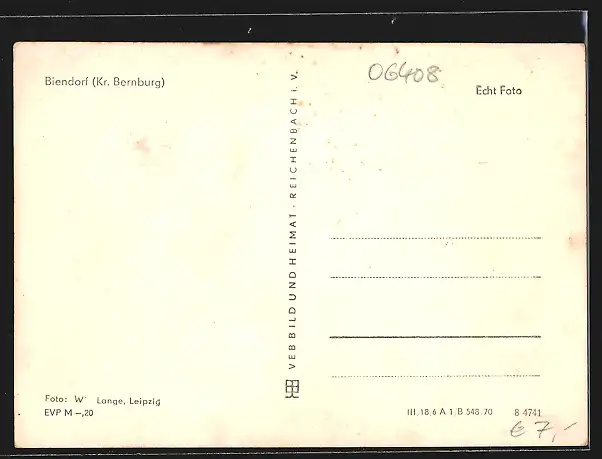 Biendorf (Kr. Bernburg)
06408
Echt Foto
VEB BILD UND HEIMAT · REICHENBACH i. V.
Foto: W' Lange, Leipzig
EVP M –,20
III, 18, 6 A 1, B 548. 70 8 4741
€ 7,-